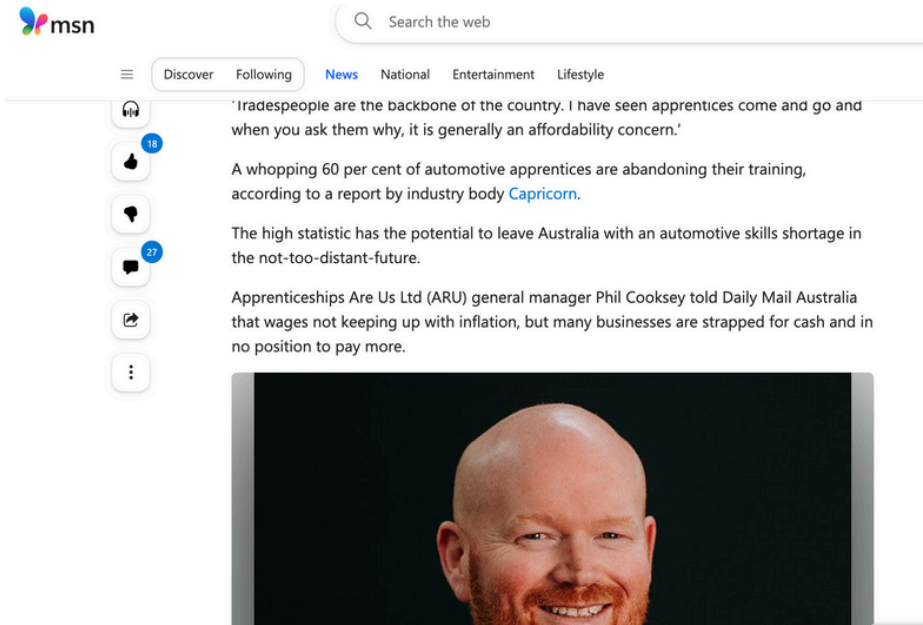 msn
Search the web
Discover Following News National Entertainment Lifestyle
'Tradespeople are the backbone of the country. I have seen apprentices come and go and
when you ask them why, it is generally an affordability concern.'
18
A whopping 60 per cent of automotive apprentices are abandoning their training,
according to a report by industry body Capricorn.
The high statistic has the potential to leave Australia with an automotive skills shortage in
27
the not-too-distant-future.
Apprenticeships Are Us Ltd (ARU) general manager Phil Cooksey told Daily Mail Australia
that wages not keeping up with inflation, but many businesses are strapped for cash and in
no position to pay more.